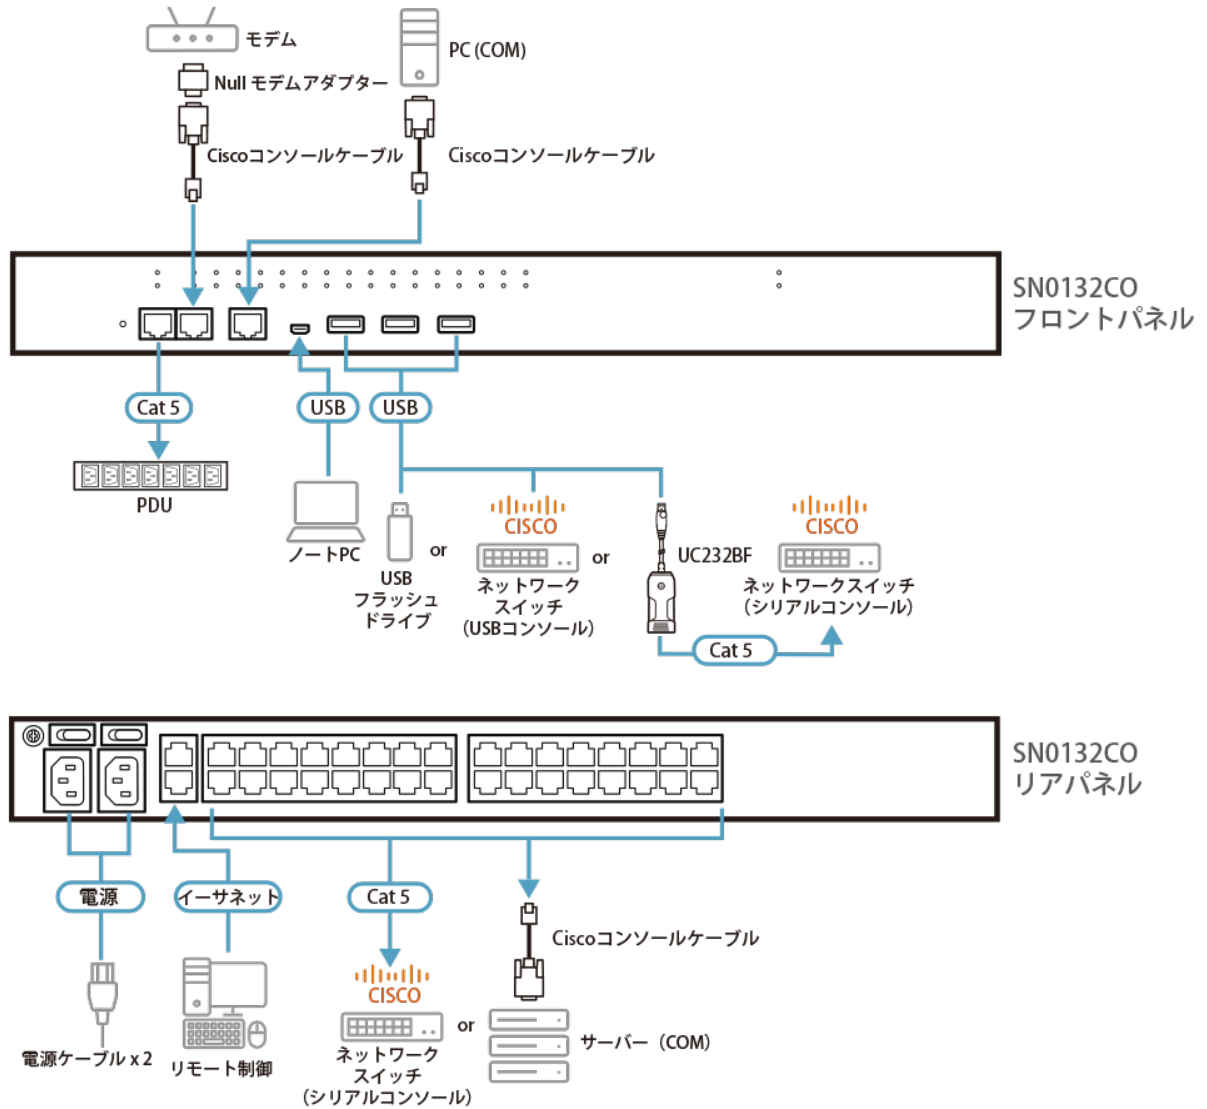 モデム
PC (COM)
Null モデムアダプター
Ciscoコンソールケーブル
Ciscoコンソールケーブル
SN0132CO
フロントパネル
Cat 5
USB
USB
PDU
ノートPC
USB
フラッシュ
ドライブ
or
CISCO
ネットワーク
スイッチ
(USBコンソール)
or
UC232BF
CISCO
ネットワークスイッチ
(シリアルコンソール)
Cat 5
SN0132CO
リアパネル
電源
イーサネット
Cat 5
Ciscoコンソールケーブル
電源ケーブル x 2
リモート制御
CISCO
ネットワーク
スイッチ
(シリアルコンソール)
or
サーバー（COM）